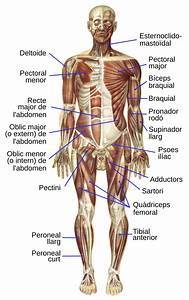 Esternoclido-
mastoïdal
Deltoide
Pectoral
menor
Pectoral
major
Bíceps
braquial
Braquial
Recte
major de
l'abdomen
Pronador
rodó
Oblic major
(o extern) de
l'abdomen
Supinador
llarg
Oblic menor
(o intern) de
l'abdomen
Psoes
ilíac
Adductors
Pectini
Sartori
Quàdriceps
femoral
Peroneal
llarg
Tibial
anterior
Peroneal
curt